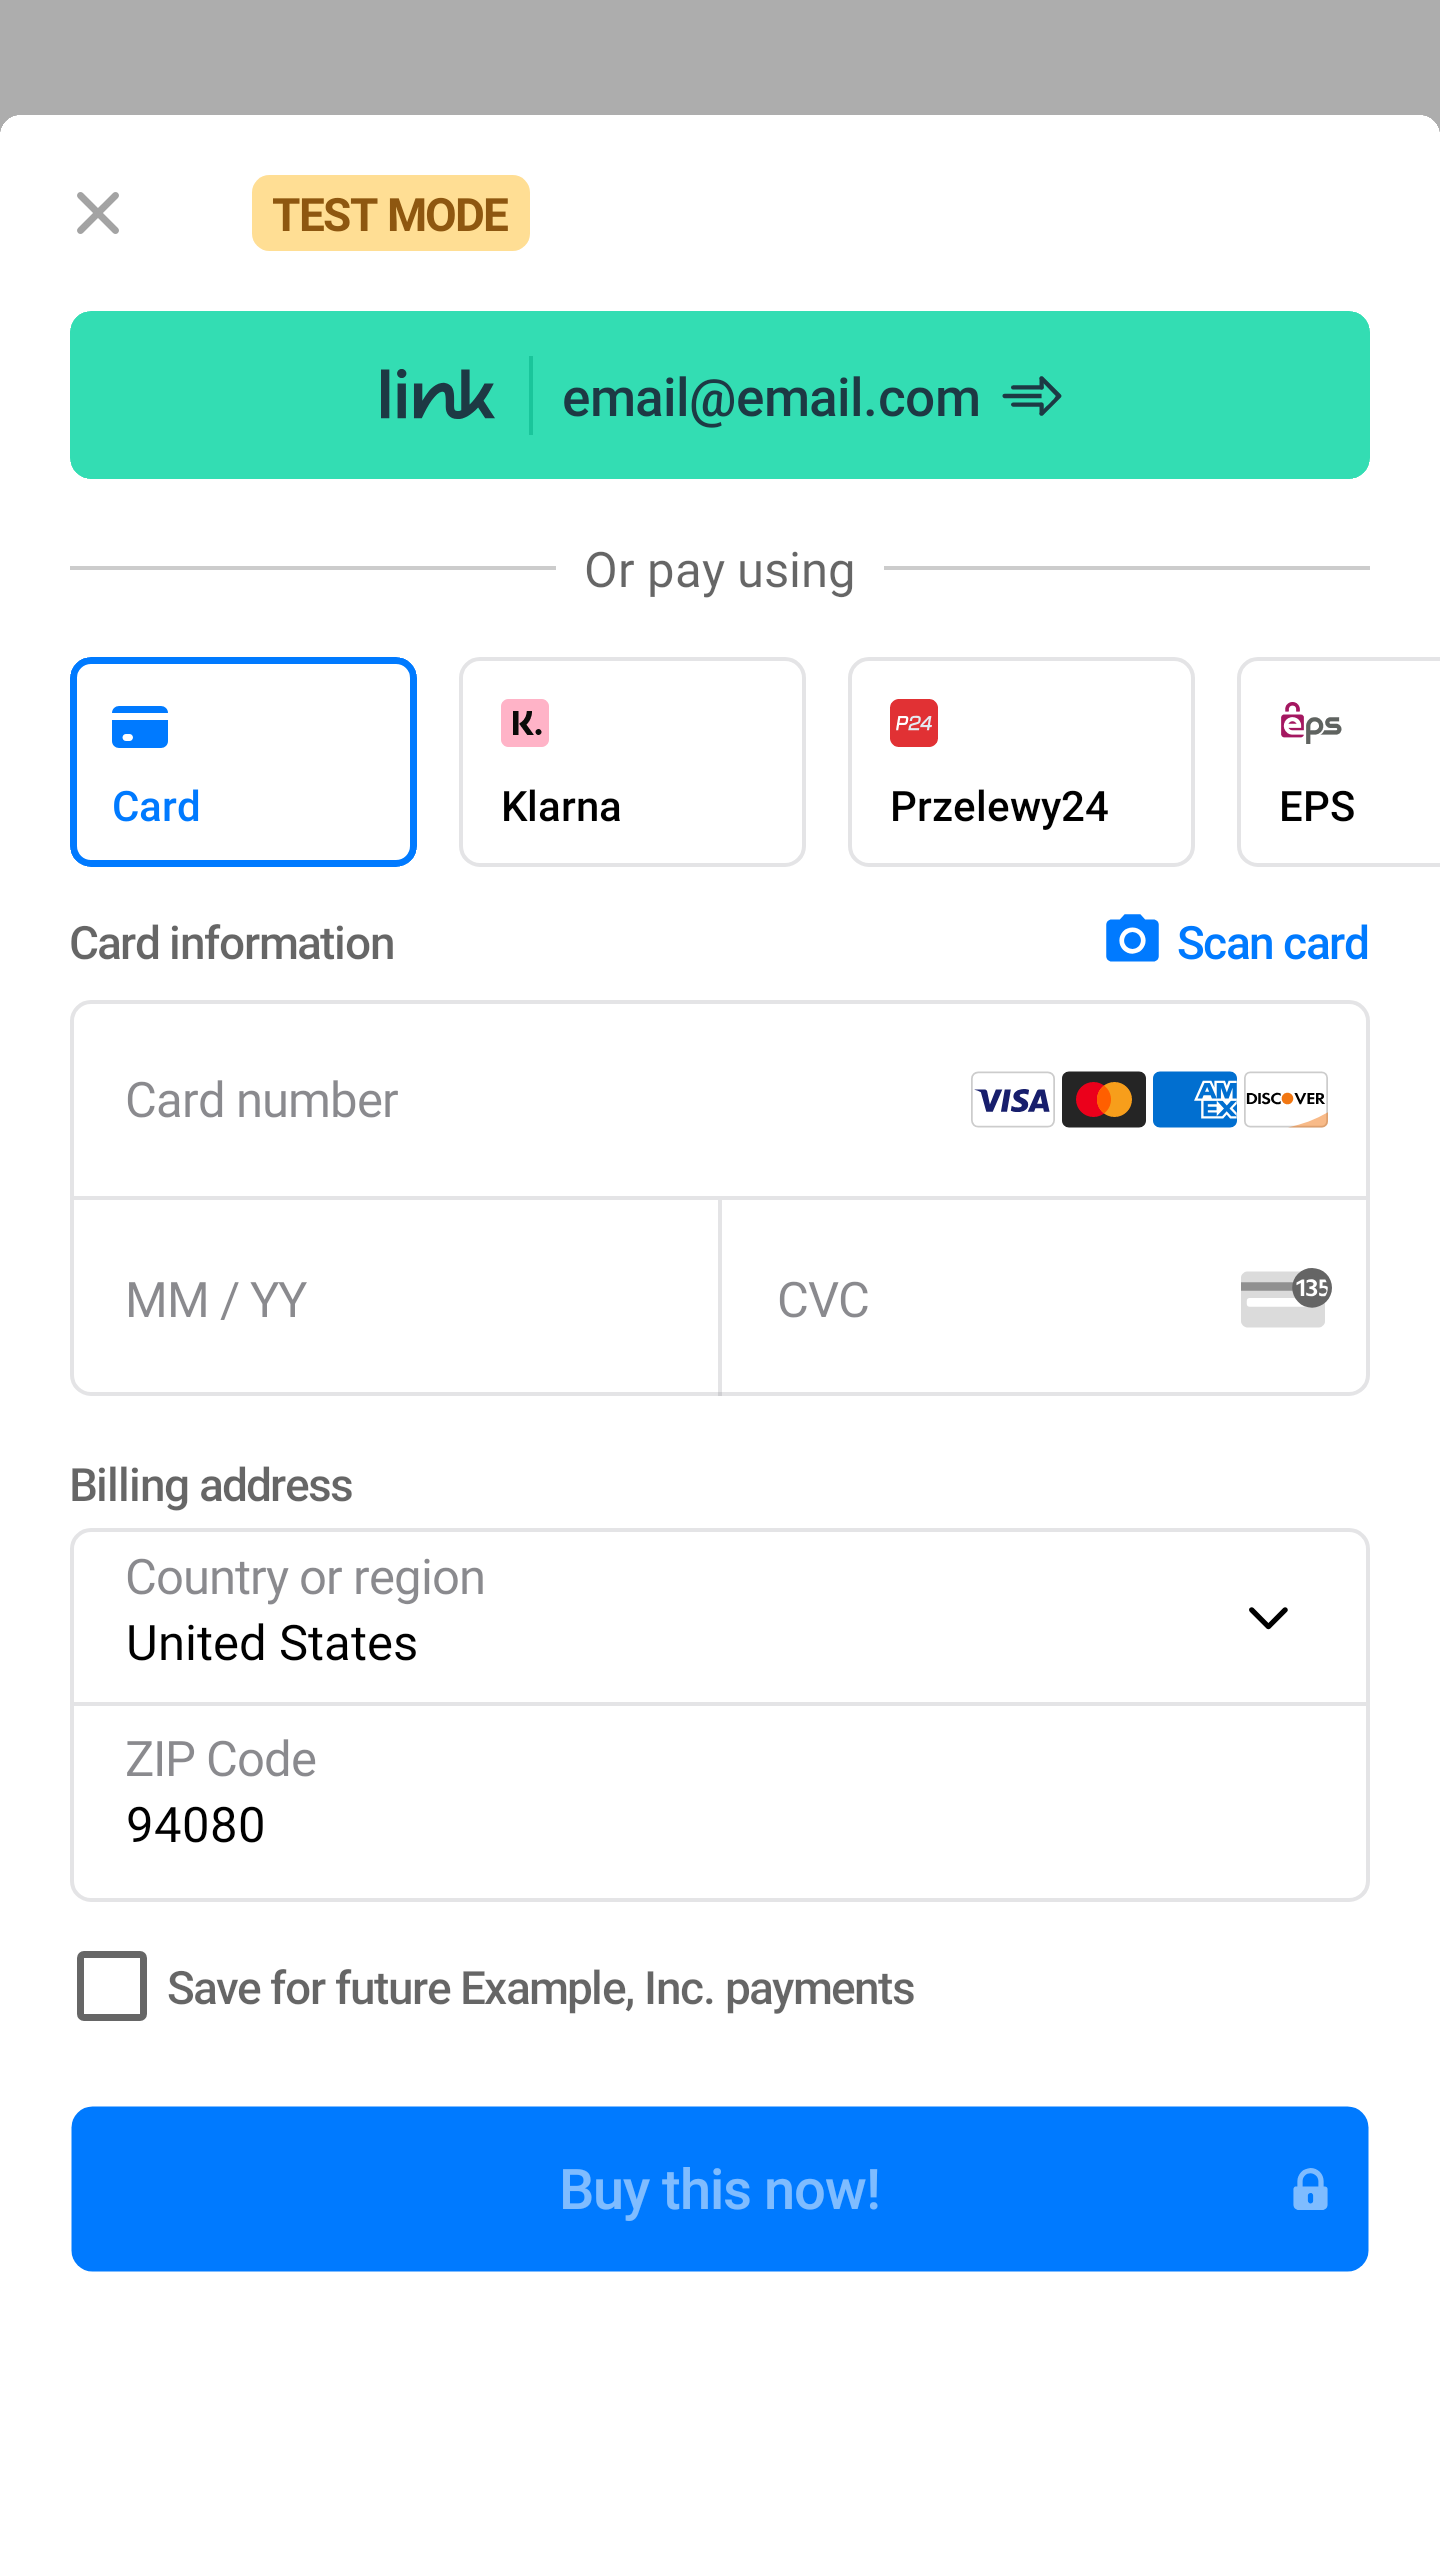 TEST MODE
link email@email.com
Or pay using
K. P24 eps
Card Klarna Przelewy24 EPS
Card information Scan card
Card number VISA AMEX DISCOVER
MM / YY CVC 135
Billing address
Country or region
United States
ZIP Code
94080
Save for future Example, Inc. payments
Buy this now!